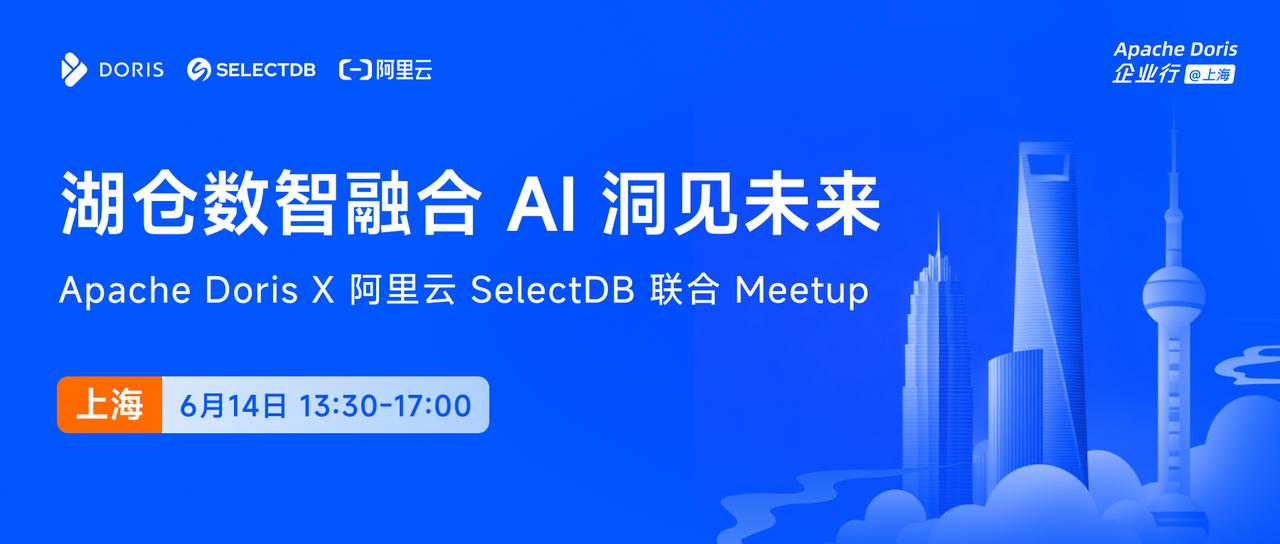 DORIS SELECTDB 阿里云
Apache Doris
企业行 @上海
湖仓数智融合 AI 洞见未来
Apache Doris X 阿里云 SelectDB 联合 Meetup
上海 6月14日 13:30-17:00